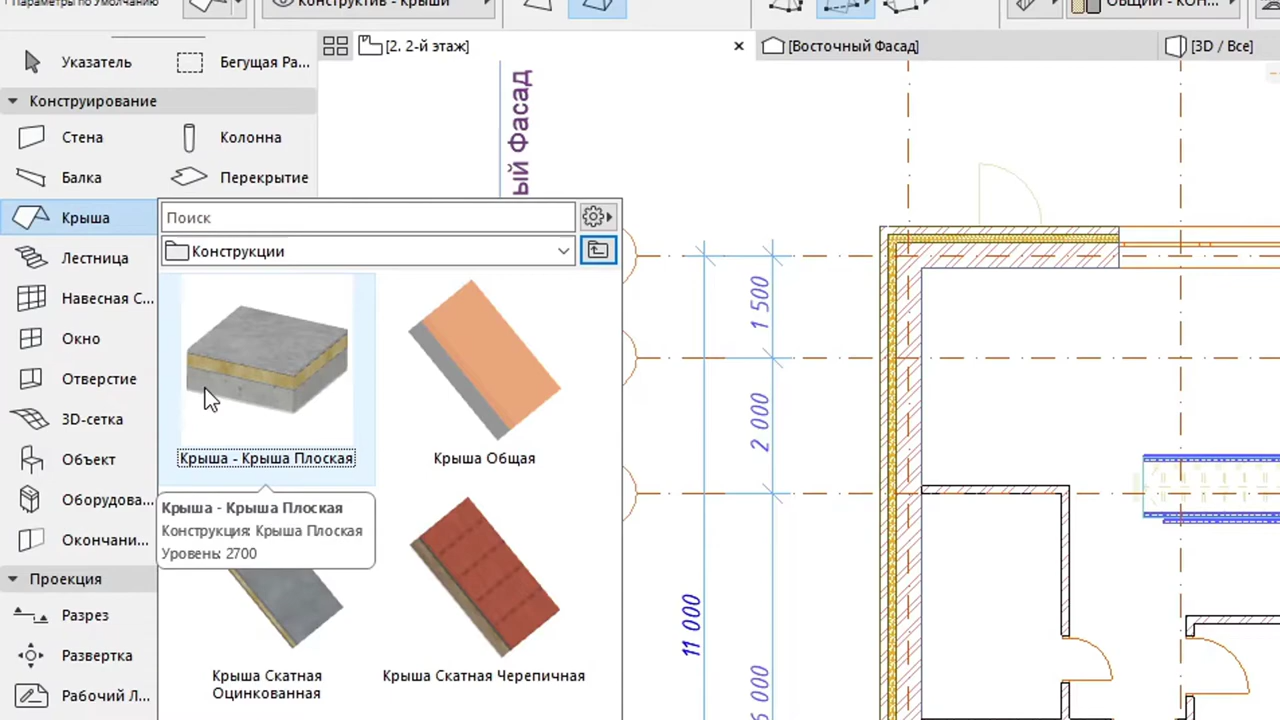 Параметры по Умолчанию
Конструктив - Крыши
ОБЩИЙ - КОН...
[2. 2-й этаж]
[Восточный Фасад]
[3D / Все]
Указатель
Бегущая Ра...
Конструирование
Стена
Колонна
Балка
Перекрытие
Крыша
Лестница
Навесная С...
Окно
Отверстие
3D-сетка
Объект
Оборудова...
Окончани...
Проекция
Разрез
Развертка
Рабочий Л...
Поиск
Конструкции
Крыша - Крыша Плоская
Крыша Общая
Крыша - Крыша Плоская
Конструкция: Крыша Плоская
Уровень: 2700
Крыша Скатная
Оцинкованная
Крыша Скатная Черепичная
ый Фасад
1 500
2 000
11 000
6 000